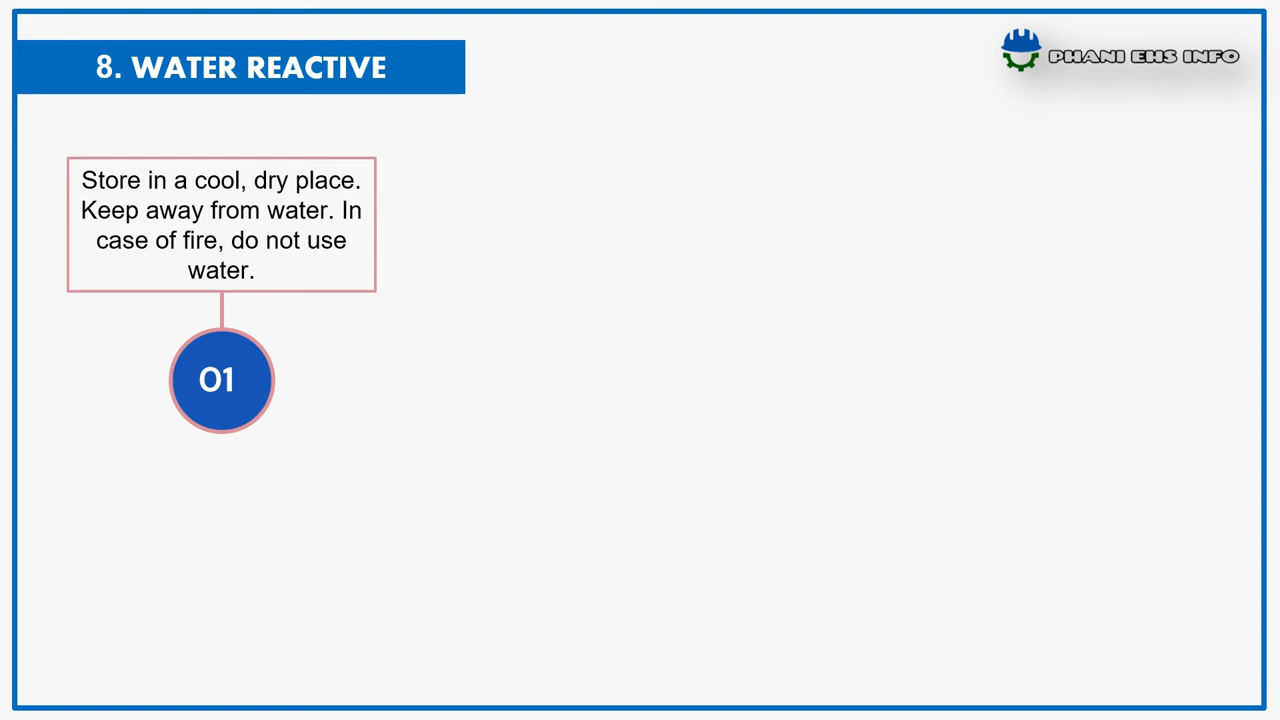 8. WATER REACTIVE
PHANI EHS INFO
Store in a cool, dry place.
Keep away from water. In
case of fire, do not use
water.
01